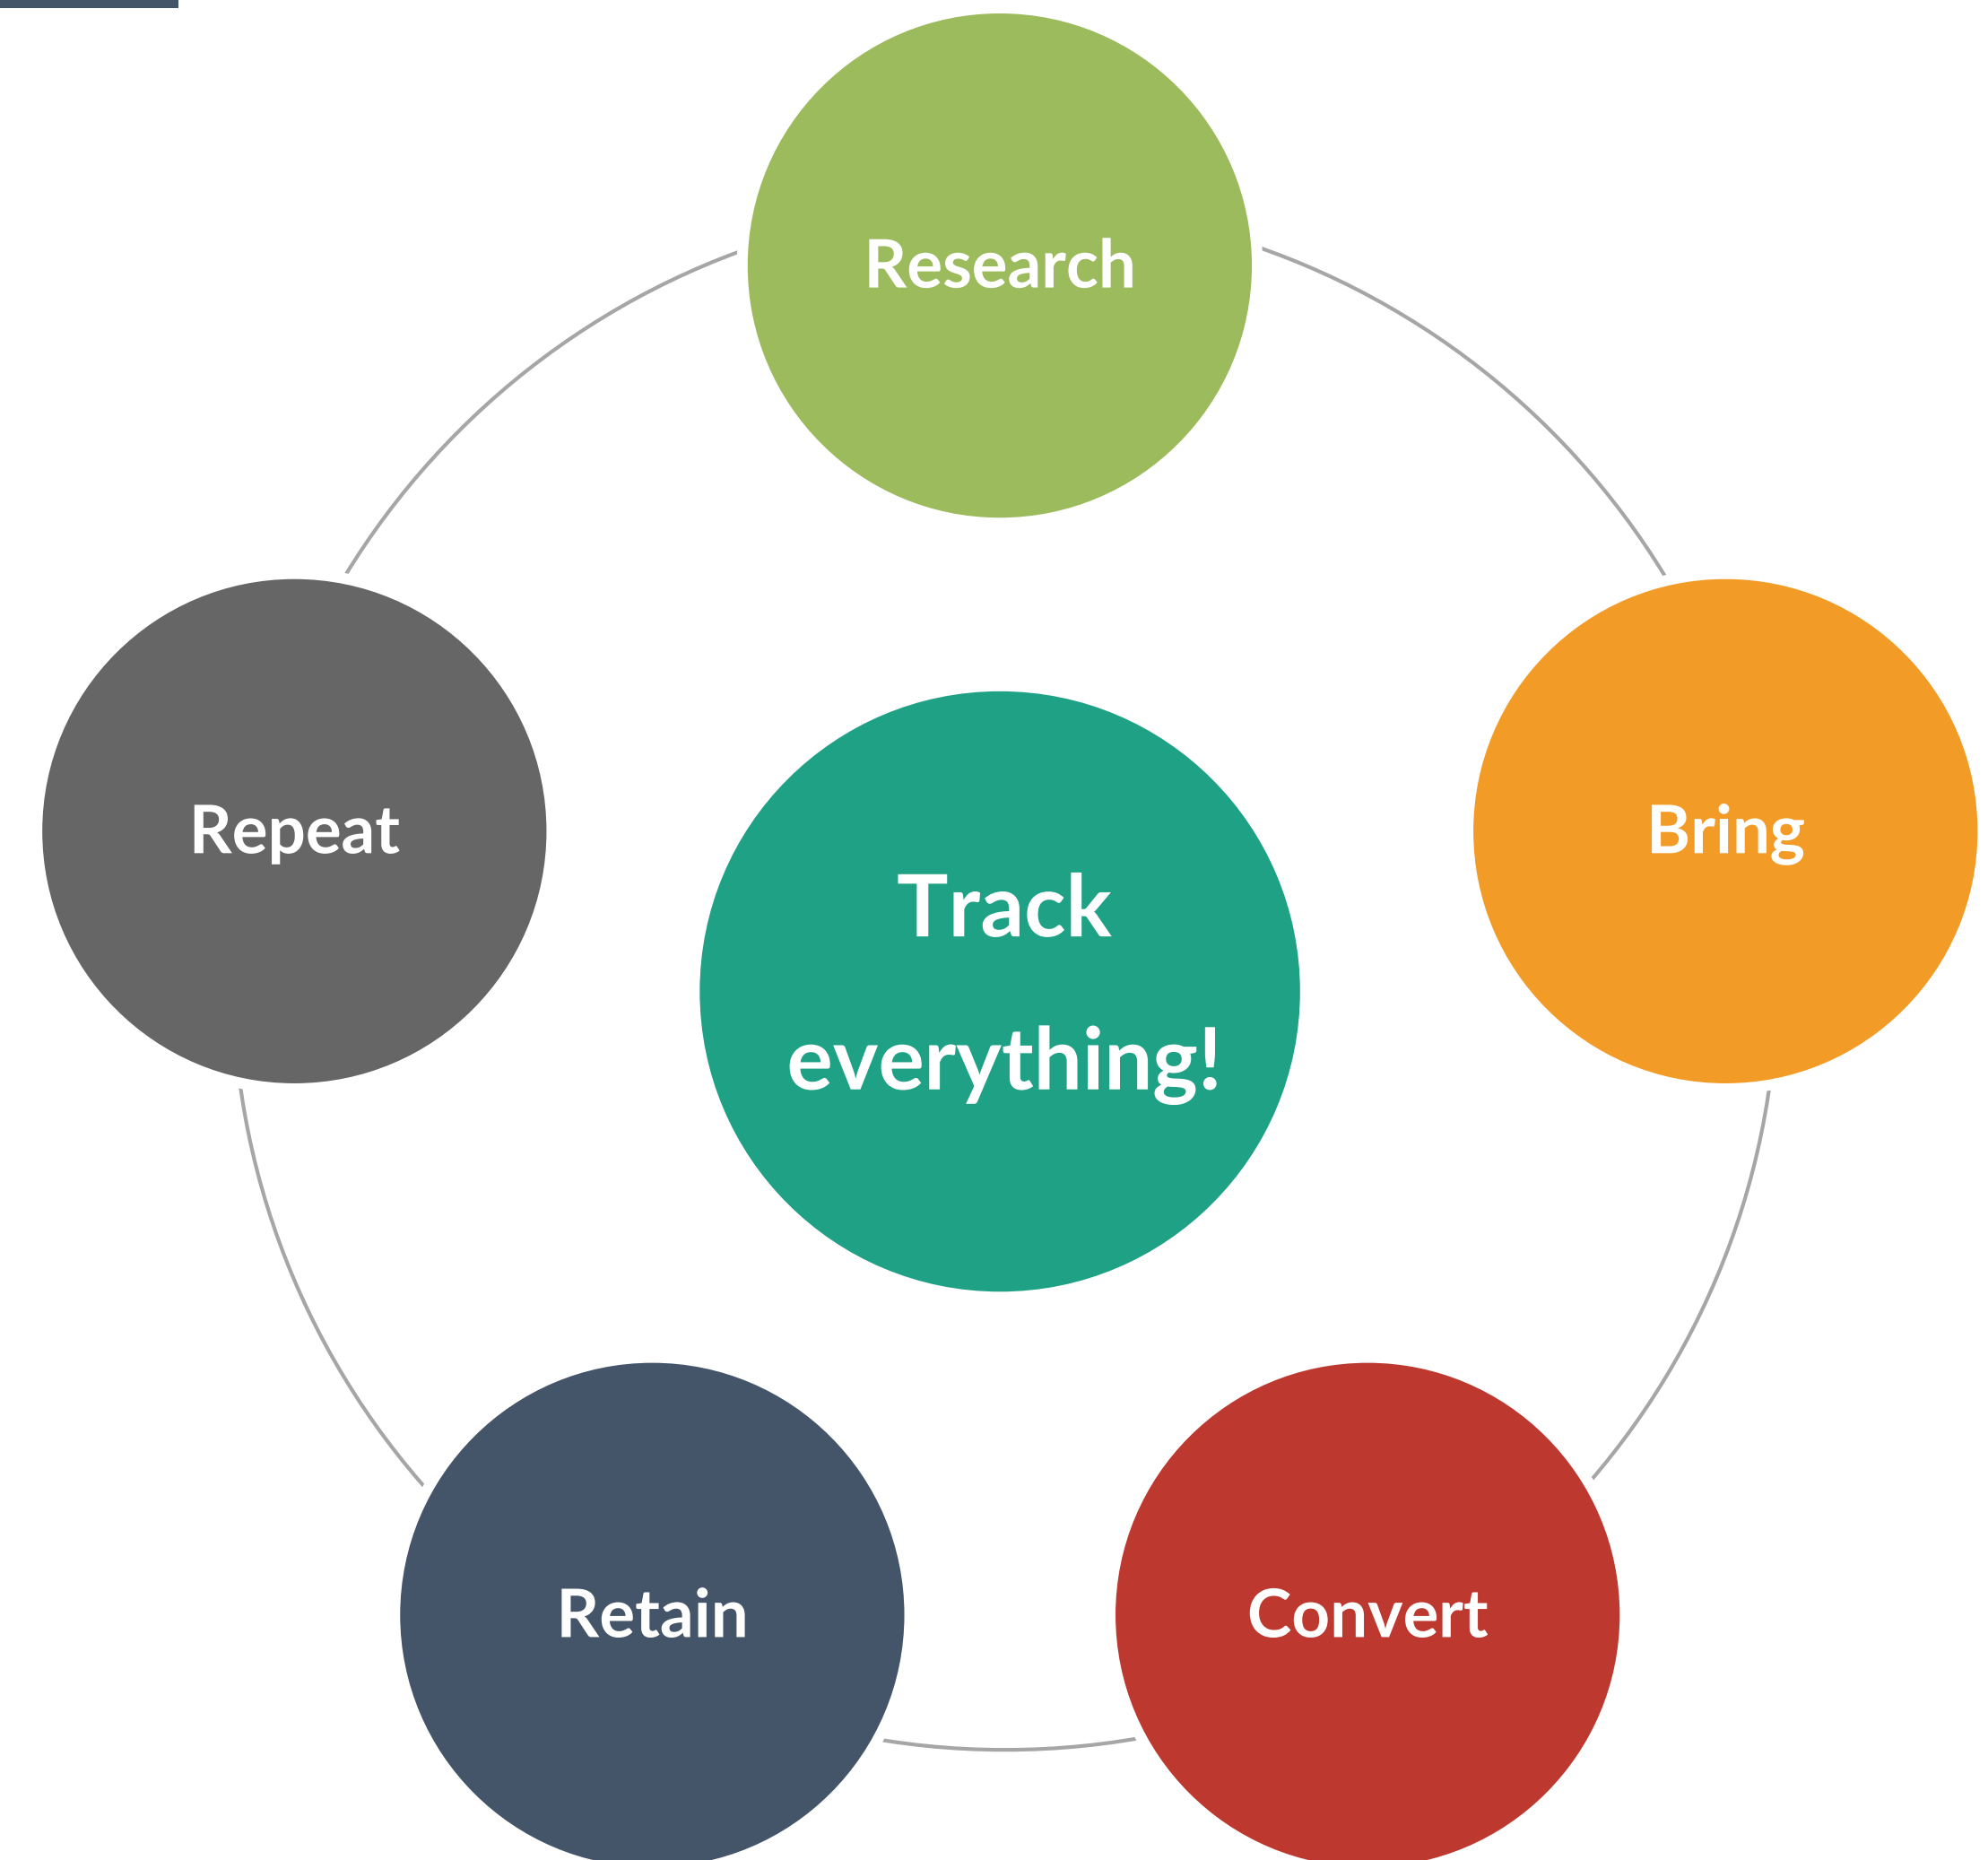 Research
Repeat
Bring
Track
everything!
Retain
Convert